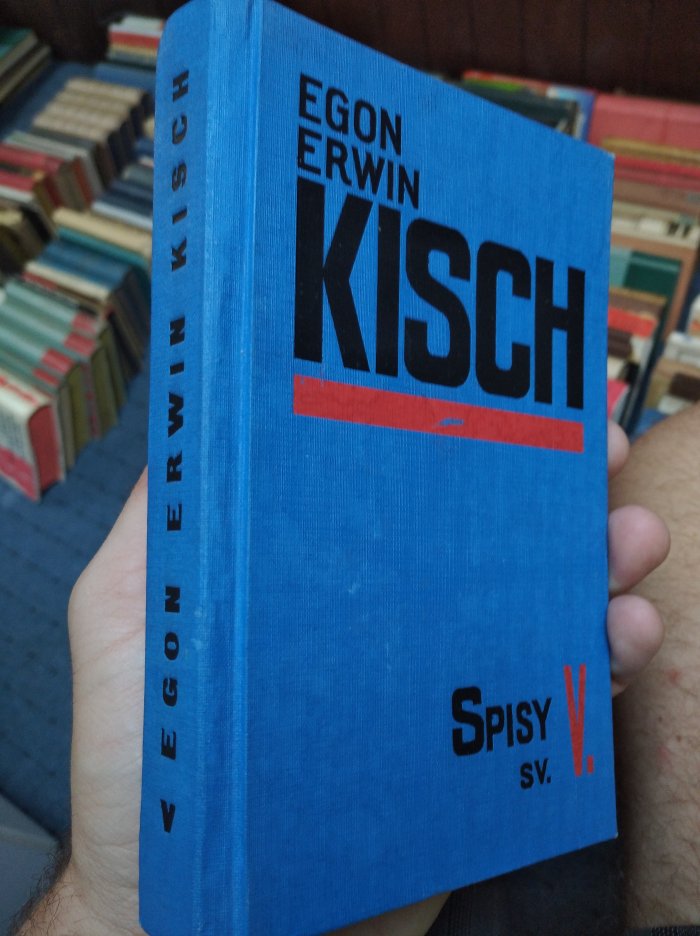 EGON
ERWIN
KISCH
SPISY
SV. V.
V EGON ERWIN KISCH